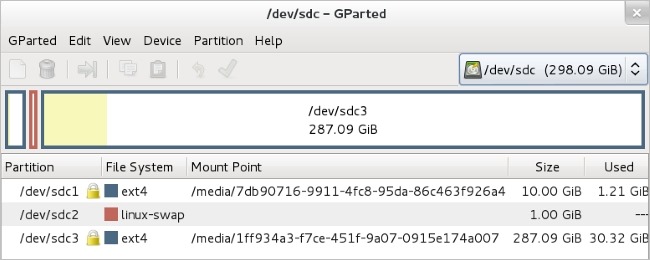 /dev/sdc - GParted
GParted Edit View Device Partition Help
/dev/sdc (298.09 GiB)
/dev/sdc3
287.09 GiB
Partition File System Mount Point Size Used
/dev/sdc1 ext4 /media/7db90716-9911-4fc8-95da-86c463f926a4 10.00 GiB 1.21 GiB
/dev/sdc2 linux-swap 1.00 GiB ---
/dev/sdc3 ext4 /media/1ff934a3-f7ce-451f-9a07-0915e174a007 287.09 GiB 30.32 GiB